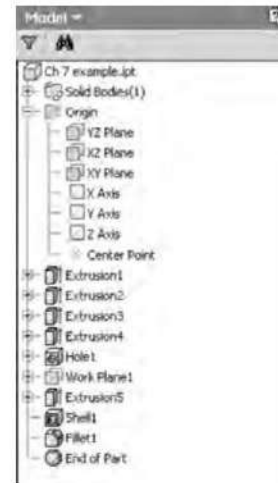 Model
Ch 7 example.ipt
Solid Bodies(1)
Origin
YZ Plane
XZ Plane
XY Plane
X Axis
Y Axis
Z Axis
Center Point
Extrusion1
Extrusion2
Extrusion3
Extrusion4
Hole1
Work Plane1
Extrusion5
Shell1
Fillet1
End of Part